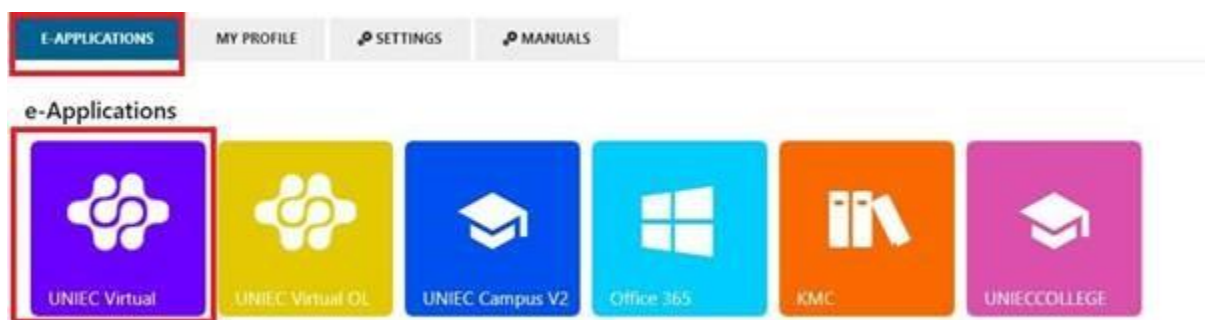 E-APPLICATIONS MY PROFILE SETTINGS MANUALS
e-Applications
UNIEC Virtual UNIEC Virtual OL UNIEC Campus V2 Office 365 KMC UNIECCOLLEGE